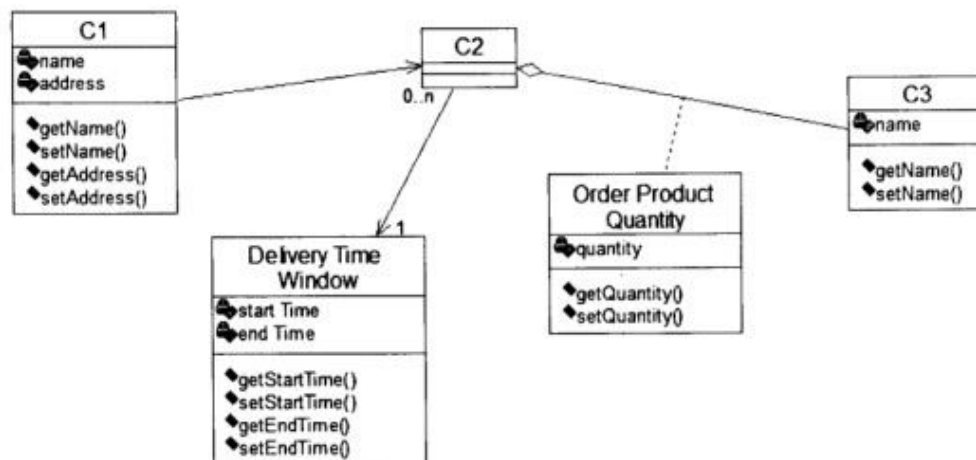 C1
name
address
getName()
setName()
getAddress()
setAddress()
C2
0..n
1
C3
name
getName()
setName()
Order Product
Quantity
quantity
getQuantity()
setQuantity()
Delivery Time
Window
start Time
end Time
getStartTime()
setStartTime()
getEndTime()
setEndTime()